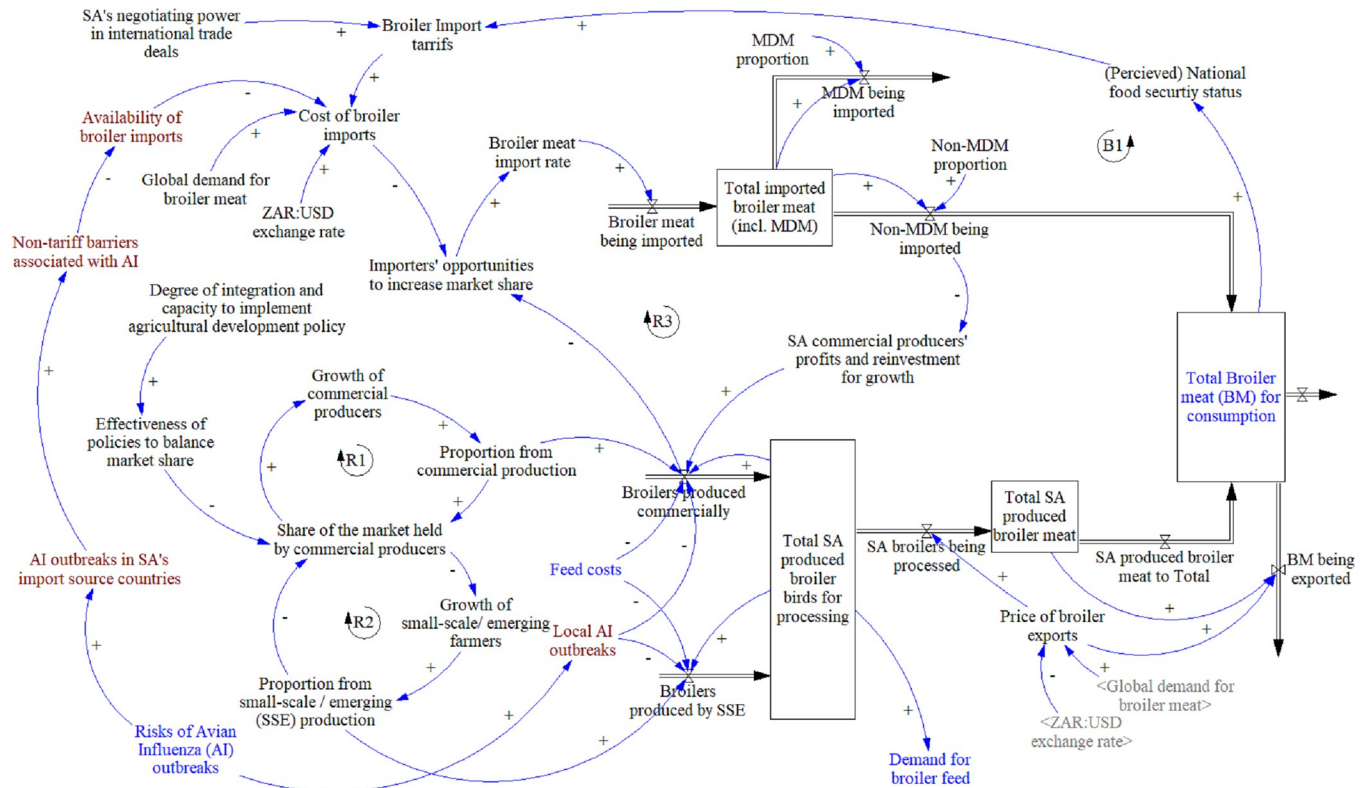 SA's negotiating power
in international trade
deals
+
Broiler Import
tarrifs
+
+
MDM
proportion
+
MDM being
imported
+
(Percieved) National
food securtiy status
-
Availability of
broiler imports
+
Cost of broiler
imports
+
Global demand for
broiler meat
+
ZAR:USD
exchange rate
-
Broiler meat
import rate
+
+
Broiler meat
being imported
Total imported
broiler meat
(incl. MDM)
+
Non-MDM
proportion
+
Non-MDM being
imported
B1
+
-
Non-tariff barriers
associated with AI
Importers' opportunities
to increase market share
Degree of integration and
capacity to implement
agricultural development policy
R3
-
-
SA commercial producers'
profits and reinvestment
for growth
+
Total Broiler
meat (BM) for
consumption
+
+
Growth of
commercial
producers
+
Effectiveness of
policies to balance
market share
R1
Proportion from
commercial production
+
+
+
-
Share of the market held
by commercial producers
Broilers produced
commercially
+
-
-
Total SA
produced
broiler birds for
processing
SA broilers being
processed
Total SA
produced
broiler meat
SA produced broiler
meat to Total
BM being
exported
AI outbreaks in SA's
import source countries
-
Feed costs
-
R2
-
Growth of
small-scale/ emerging
farmers
Local AI
outbreaks
-
-
+
+
+
+
Price of broiler
exports
+
+
Proportion from
small-scale / emerging
(SSE) production
Broilers
produced by SSE
-
+
<Global demand for
broiler meat>
<ZAR:USD
exchange rate>
Risks of Avian
Influenza (AI)
outbreaks
+
+
+
Demand for
broiler feed